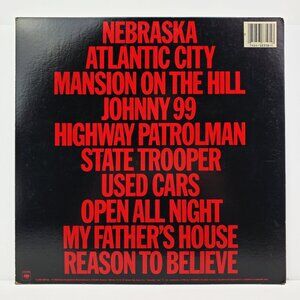 NEBRASKA
ATLANTIC CITY
MANSION ON THE HILL
JOHNNY 99
HIGHWAY PATROLMAN
STATE TROOPER
USED CARS
OPEN ALL NIGHT
MY FATHER'S HOUSE
REASON TO BELIEVE